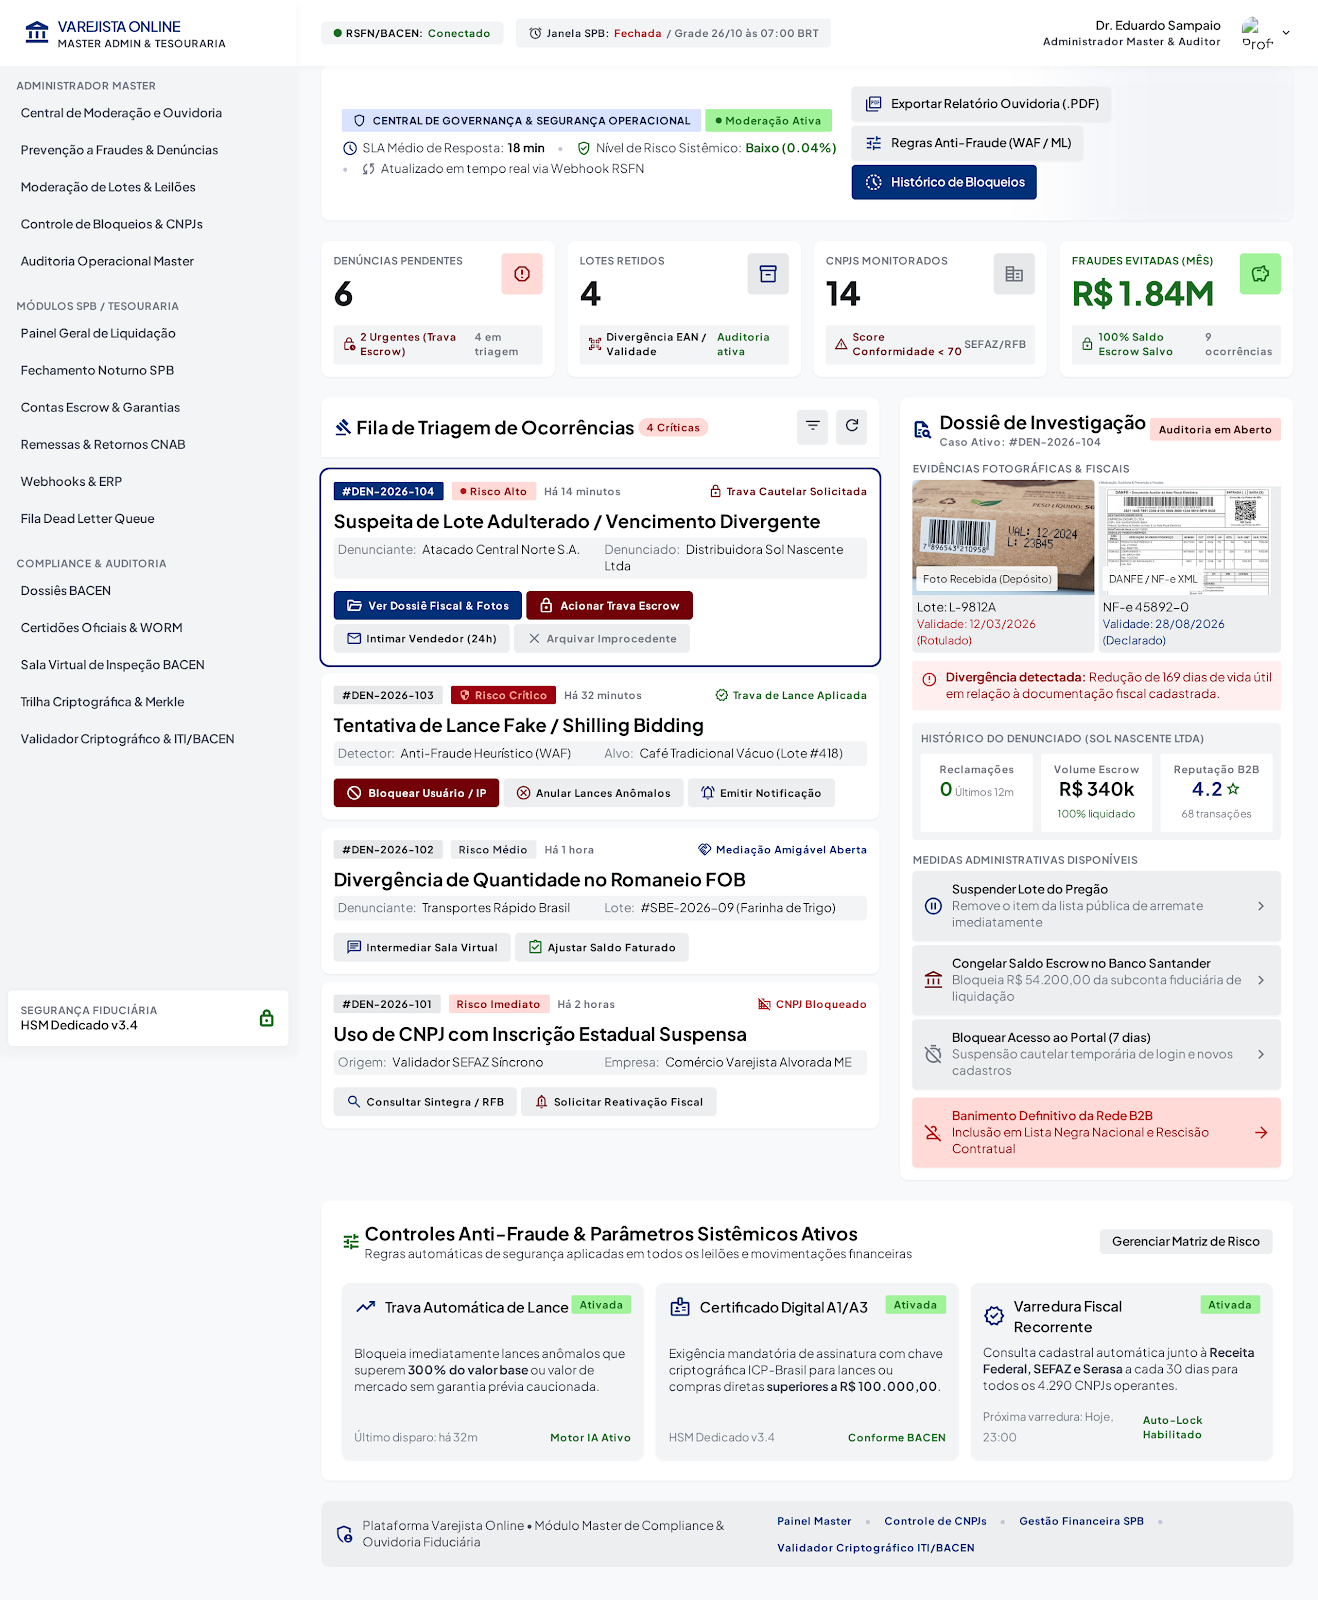 VAREJISTA ONLINE
MASTER ADMIN & TESOURARIA
RSFN/BACEN: Conectado
Janela SPB: Fechada / Grade 26/10 às 07:00 BRT
Dr. Eduardo Sampaio
Administrador Master & Auditor
ADMINISTRADOR MASTER
Central de Moderação e Ouvidoria
Prevenção a Fraudes & Denúncias
Moderação de Lotes & Leilões
Controle de Bloqueios & CNPJs
Auditoria Operacional Master
MÓDULOS SPB / TESOURARIA
Painel Geral de Liquidação
Fechamento Noturno SPB
Contas Escrow & Garantias
Remessas & Retornos CNAB
Webhooks & ERP
Fila Dead Letter Queue
COMPLIANCE & AUDITORIA
Dossiês BACEN
Certidões Oficiais & WORM
Sala Virtual de Inspeção BACEN
Trilha Criptográfica & Merkle
Validador Criptográfico & ITI/BACEN
SEGURANÇA FIDUCIÁRIA
HSM Dedicado v3.4
CENTRAL DE GOVERNANÇA & SEGURANÇA OPERACIONAL
Moderação Ativa
SLA Médio de Resposta: 18 min
Nível de Risco Sistêmico: Baixo (0.04%)
Atualizado em tempo real via Webhook RSFN
Exportar Relatório Ouvidoria (.PDF)
Regras Anti-Fraude (WAF / ML)
Histórico de Bloqueios
DENÚNCIAS PENDENTES
6
2 Urgentes (Trava Escrow)
4 em triagem
LOTES RETIDOS
4
Divergência EAN / Validade
Auditoria ativa
CNPJS MONITORADOS
14
Score Conformidade < 70
SEFAZ/RFB
FRAUDES EVITADAS (MÊS)
R$ 1.84M
100% Saldo Escrow Salvo
9 ocorrências
Fila de Triagem de Ocorrências
4 Críticas
#DEN-2026-104
Risco Alto
Há 14 minutos
Trava Cautelar Solicitada
Suspeita de Lote Adulterado / Vencimento Divergente
Denunciante: Atacado Central Norte S.A.
Denunciado: Distribuidora Sol Nascente Ltda
Ver Dossiê Fiscal & Fotos
Acionar Trava Escrow
Intimar Vendedor (24h)
Arquivar Improcedente
#DEN-2026-103
Risco Crítico
Há 32 minutos
Trava de Lance Aplicada
Tentativa de Lance Fake / Shilling Bidding
Detector: Anti-Fraude Heurístico (WAF)
Alvo: Café Tradicional Vácuo (Lote #418)
Bloquear Usuário / IP
Anular Lances Anômalos
Emitir Notificação
#DEN-2026-102
Risco Médio
Há 1 hora
Mediação Amigável Aberta
Divergência de Quantidade no Romaneio FOB
Denunciante: Transportes Rápido Brasil
Lote: #SBE-2026-09 (Farinha de Trigo)
Intermediar Sala Virtual
Ajustar Saldo Faturado
#DEN-2026-101
Risco Imediato
Há 2 horas
CNPJ Bloqueado
Uso de CNPJ com Inscrição Estadual Suspensa
Origem: Validador SEFAZ Síncrono
Empresa: Comércio Varejista Alvorada ME
Consultar Sintegra / RFB
Solicitar Reativação Fiscal
Dossiê de Investigação
Caso Ativo: #DEN-2026-104
Auditoria em Aberto
EVIDÊNCIAS FOTOGRÁFICAS & FISCAIS
PESO LÍQUIDO:
VAL: 12/2024
L: 23B45
7 896543 210958
Foto Recebida (Depósito)
DANFE / NF-e XML
Lote: L-9812A
Validade: 12/03/2026
(Rotulado)
NF-e 45892-0
Validade: 28/08/2026
(Declarado)
Divergência detectada: Redução de 169 dias de vida útil
em relação à documentação fiscal cadastrada.
HISTÓRICO DO DENUNCIADO (SOL NASCENTE LTDA)
Reclamações
0 Últimos 12m
Volume Escrow
R$ 340k
100% liquidado
Reputação B2B
4.2
68 transações
MEDIDAS ADMINISTRATIVAS DISPONÍVEIS
Suspender Lote do Pregão
Remove o item da lista pública de arremate
imediatamente
Congelar Saldo Escrow no Banco Santander
Bloqueia R$ 54.200,00 da subconta fiduciária de
liquidação
Bloquear Acesso ao Portal (7 dias)
Suspensão cautelar temporária de login e novos
cadastros
Banimento Definitivo da Rede B2B
Inclusão em Lista Negra Nacional e Rescisão
Contratual
Controles Anti-Fraude & Parâmetros Sistêmicos Ativos
Regras automáticas de segurança aplicadas em todos os leilões e movimentações financeiras
Gerenciar Matriz de Risco
Trava Automática de Lance
Ativada
Bloqueia imediatamente lances anômalos que
superem 300% do valor base ou valor de
mercado sem garantia prévia caucionada.
Último disparo: há 32m
Motor IA Ativo
Certificado Digital A1/A3
Ativada
Exigência mandatória de assinatura com chave
criptográfica ICP-Brasil para lances ou
compras diretas superiores a R$ 100.000,00.
HSM Dedicado v3.4
Conforme BACEN
Varredura Fiscal
Recorrente
Ativada
Consulta cadastral automática junto à Receita
Federal, SEFAZ e Serasa a cada 30 dias para
todos os 4.290 CNPJs operantes.
Próxima varredura: Hoje,
23:00
Auto-Lock
Habilitado
Plataforma Varejista Online • Módulo Master de Compliance &
Ouvidoria Fiduciária
Painel Master
Controle de CNPJs
Gestão Financeira SPB
Validador Criptográfico ITI/BACEN